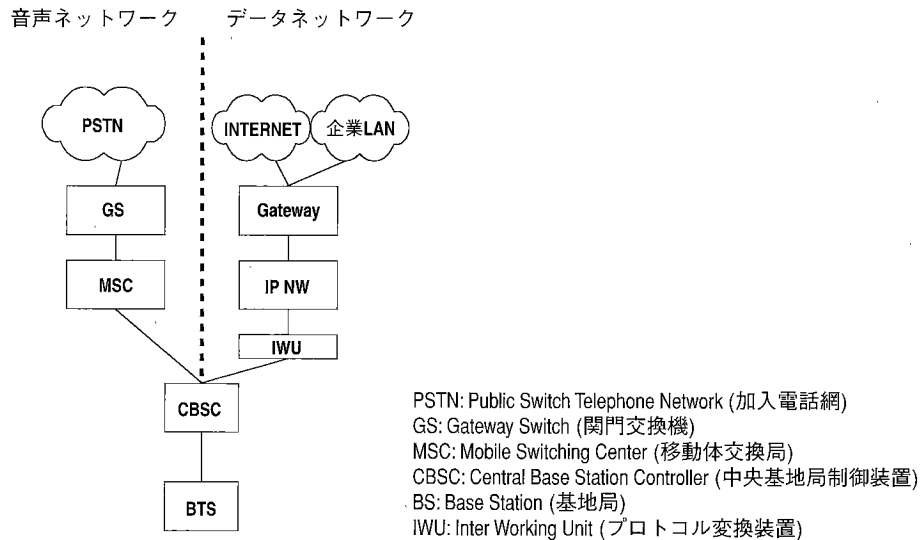 音声ネットワーク
データネットワーク
PSTN
INTERNET
企業LAN
GS
Gateway
MSC
IP NW
IWU
CBSC
BTS
PSTN: Public Switch Telephone Network (加入電話網)
GS: Gateway Switch (関門交換機)
MSC: Mobile Switching Center (移動体交換局)
CBSC: Central Base Station Controller (中央基地局制御装置)
BS: Base Station (基地局)
IWU: Inter Working Unit (プロトコル変換装置)